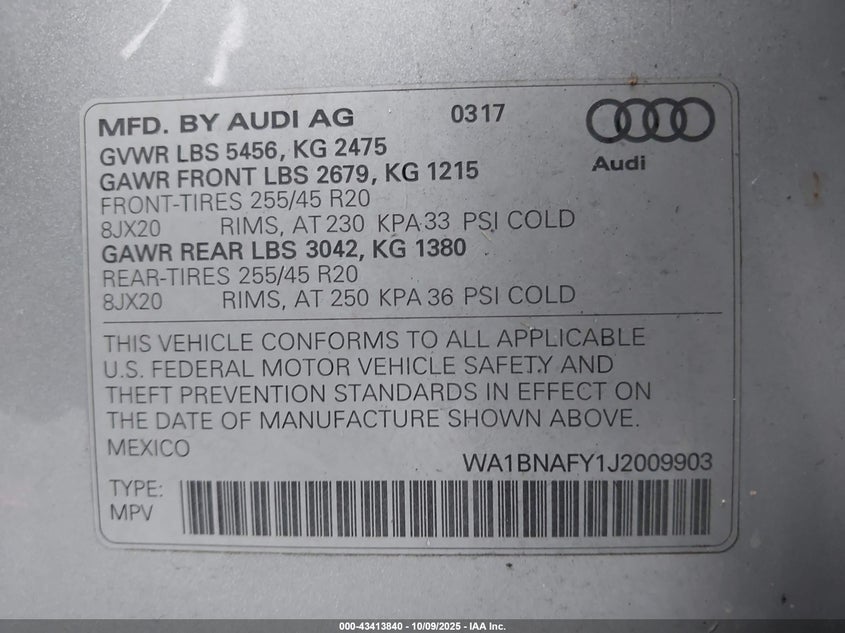 MFD. BY AUDI AG 0317
Audi
GVWR LBS 5456, KG 2475
GAWR FRONT LBS 2679, KG 1215
FRONT-TIRES 255/45 R20
8JX20 RIMS, AT 230 KPA 33 PSI COLD
GAWR REAR LBS 3042, KG 1380
REAR-TIRES 255/45 R20
8JX20 RIMS, AT 250 KPA 36 PSI COLD
THIS VEHICLE CONFORMS TO ALL APPLICABLE
U.S. FEDERAL MOTOR VEHICLE SAFETY AND
THEFT PREVENTION STANDARDS IN EFFECT ON
THE DATE OF MANUFACTURE SHOWN ABOVE.
MEXICO
WA1BNAFY1J2009903
TYPE:
MPV
000-43413840 - 10/09/2025 - IAA Inc.